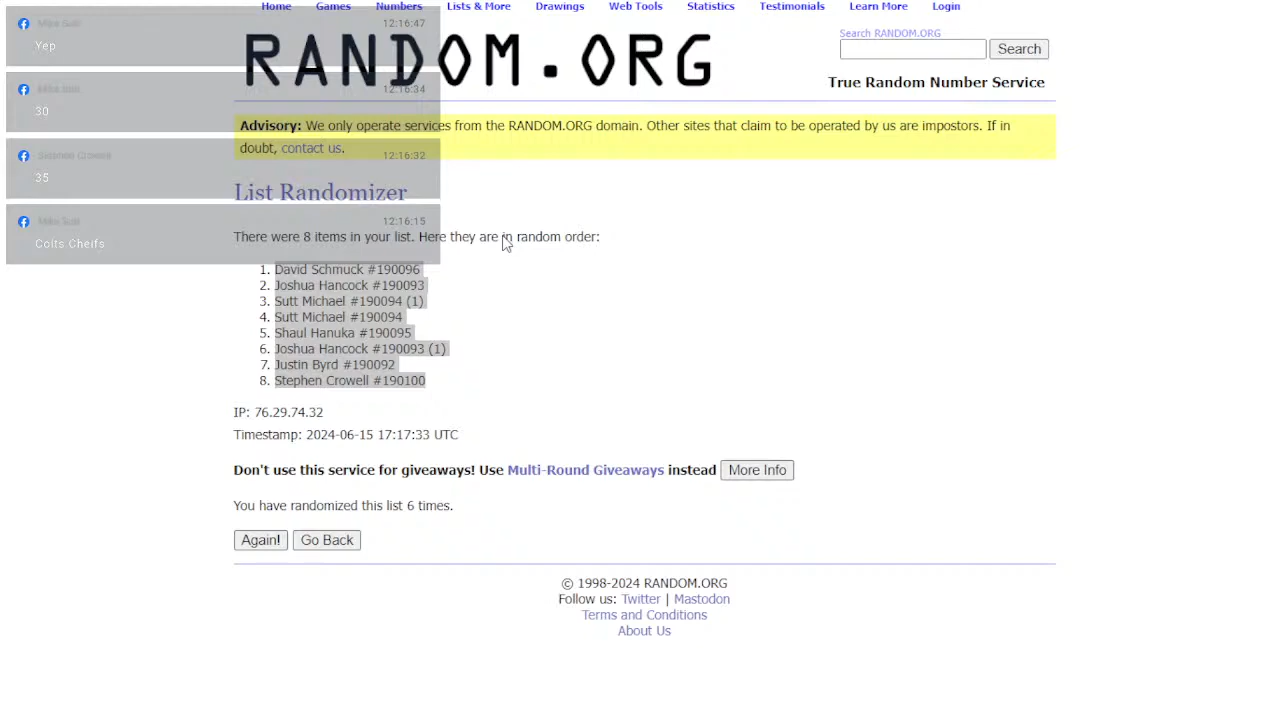 Home Games Numbers Lists & More Drawings Web Tools Statistics Testimonials Learn More Login
Mike Sutt 12:16:47
Yep
Mike Sutt 12:16:34
30
Stephen Crowell 12:16:32
35
Mike Sutt 12:16:15
Colts Cheifs
RANDOM.ORG
Search RANDOM.ORG
Search
True Random Number Service
Advisory: We only operate services from the RANDOM.ORG domain. Other sites that claim to be operated by us are impostors. If in
doubt, contact us.
List Randomizer
There were 8 items in your list. Here they are in random order:
1. David Schmuck #190096
2. Joshua Hancock #190093
3. Sutt Michael #190094 (1)
4. Sutt Michael #190094
5. Shaul Hanuka #190095
6. Joshua Hancock #190093 (1)
7. Justin Byrd #190092
8. Stephen Crowell #190100
IP: 76.29.74.32
Timestamp: 2024-06-15 17:17:33 UTC
Don't use this service for giveaways! Use Multi-Round Giveaways instead More Info
You have randomized this list 6 times.
Again! Go Back
© 1998-2024 RANDOM.ORG
Follow us: Twitter | Mastodon
Terms and Conditions
About Us